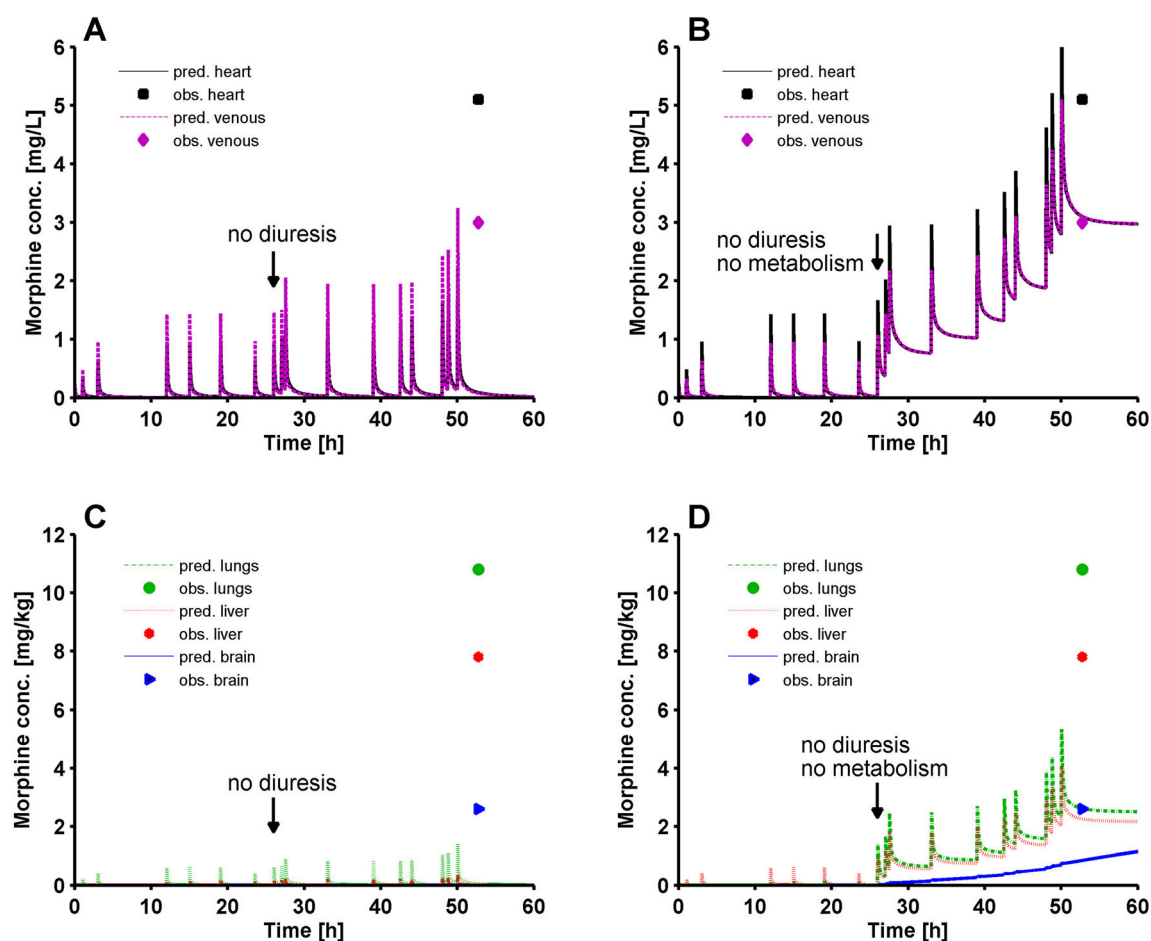 A
Morphine conc. [mg/L]
6
5
4
3
2
1
0
pred. heart
obs. heart
pred. venous
obs. venous
no diuresis
0 10 20 30 40 50 60
Time [h]
B
Morphine conc. [mg/L]
6
5
4
3
2
1
0
pred. heart
obs. heart
pred. venous
obs. venous
no diuresis
no metabolism
0 10 20 30 40 50 60
Time [h]
C
Morphine conc. [mg/kg]
12
10
8
6
4
2
0
pred. lungs
obs. lungs
pred. liver
obs. liver
pred. brain
obs. brain
no diuresis
0 10 20 30 40 50 60
Time [h]
D
Morphine conc. [mg/kg]
12
10
8
6
4
2
0
pred. lungs
obs. lungs
pred. liver
obs. liver
pred. brain
obs. brain
no diuresis
no metabolism
0 10 20 30 40 50 60
Time [h]